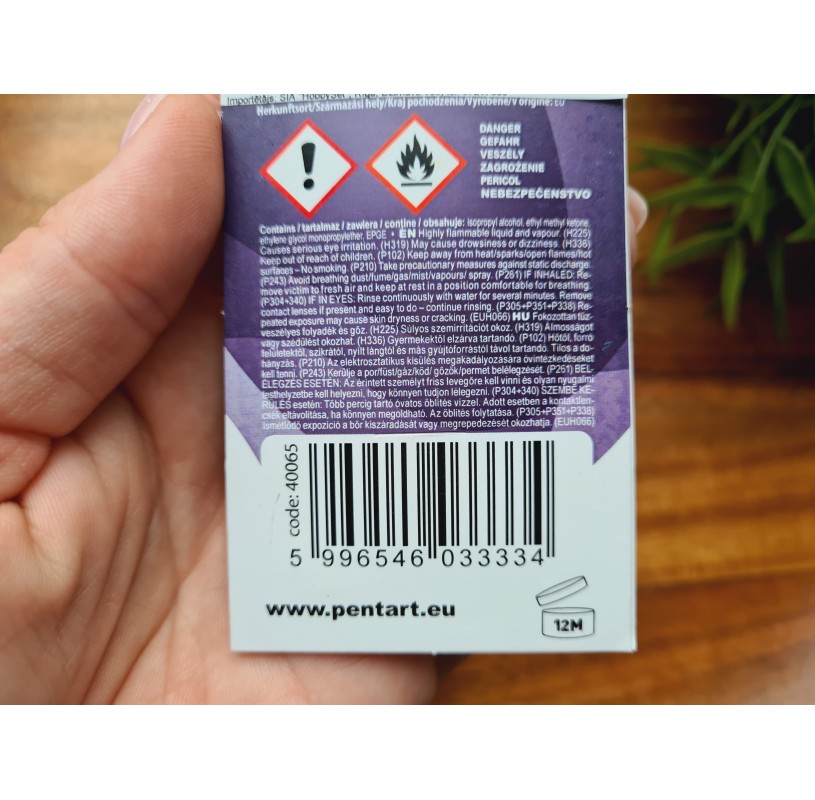 Importētājs: SIA
Herkunftsort/Származási hely/Kraj pochodzenia/Vyrobené/V origine: EU
DANGER
GEFAHR
VESZÉLY
ZAGROŻENIE
PERICOL
NEBEZPEČENSTVO
Contains / tartalmaz / zawiera / conține / obsahuje: isopropyl alcohol, ethyl methyl ketone,
ethylene glycol monopropylether, EPGE • EN Highly flammable liquid and vapour. (H225)
Causes serious eye irritation. (H319) May cause drowsiness or dizziness. (H336)
Keep out of reach of children. (P102) Keep away from heat/sparks/open flames/hot
surfaces – No smoking. (P210) Take precautionary measures against static discharge.
(P243) Avoid breathing dust/fume/gas/mist/vapours/ spray. (P261) IF INHALED: Re-
move victim to fresh air and keep at rest in a position comfortable for breathing.
(P304+340) IF IN EYES: Rinse continuously with water for several minutes. Remove
contact lenses if present and easy to do – continue rinsing. (P305+P351+P338) Re-
peated exposure may cause skin dryness or cracking. (EUH066) HU Fokozottan tűz-
veszélyes folyadék és gőz. (H225) Súlyos szemirritációt okoz. (H319) Álmosságot
vagy szédülést okozhat. (H336) Gyermekektől elzárva tartandó. (P102) Hőtől, forró
felületektől, szikrától, nyílt lángtól és más gyújtóforrástól távol tartandó. Tilos a do-
hányzás. (P210) Az elektrosztatikus kisülés megakadályozására óvintézkedéseket
kell tenni. (P243) Kerülje a por/füst/gáz/köd/ gőzök/permet belélegzését. (P261) BEL-
ÉLEGZÉS ESETÉN: Az érintett személyt friss levegőre kell vinni és olyan nyugalmi
testhelyzetbe kell helyezni, hogy könnyen tudjon lélegezni. (P304+340) SZEMBE KE-
RÜLÉS esetén: Több percig tartó óvatos öblítés vízzel. Adott esetben a kontaktlen-
csék eltávolítása, ha könnyen megoldható. Az öblítés folytatása. (P305+P351+P338)
Ismétlődő expozíció a bőr kiszáradását vagy megrepedezését okozhatja. (EUH066)
code: 40065
5 996546 033334
www.pentart.eu
12M